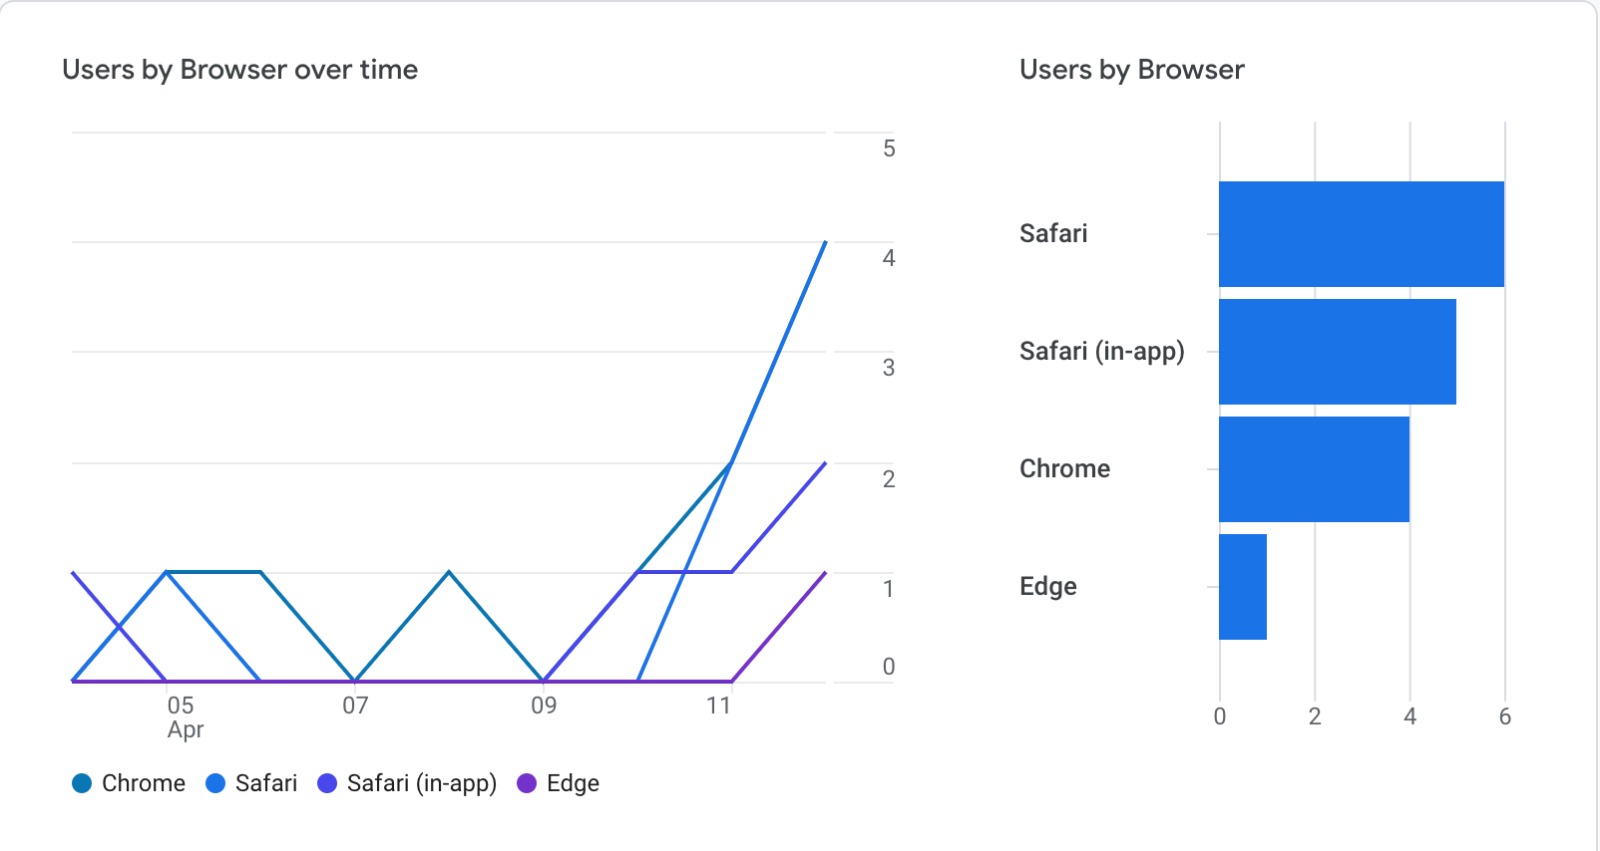 Users by Browser over time
5
4
3
2
1
0
05
Apr
07
09
11
Chrome Safari Safari (in-app) Edge
Users by Browser
Safari
Safari (in-app)
Chrome
Edge
0 2 4 6